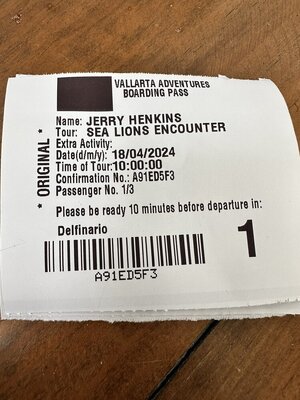 VALLARTA ADVENTURES
BOARDING PASS
* ORIGINAL *
Name: JERRY HENKINS
Tour: SEA LIONS ENCOUNTER
Extra Activity:
Date(d/m/y): 18/04/2024
Time of Tour:10:00:00
Confirmation No.: A91ED5F3
Passenger No. 1/3
Please be ready 10 minutes before departure in:
Delfinario
1
A91ED5F3